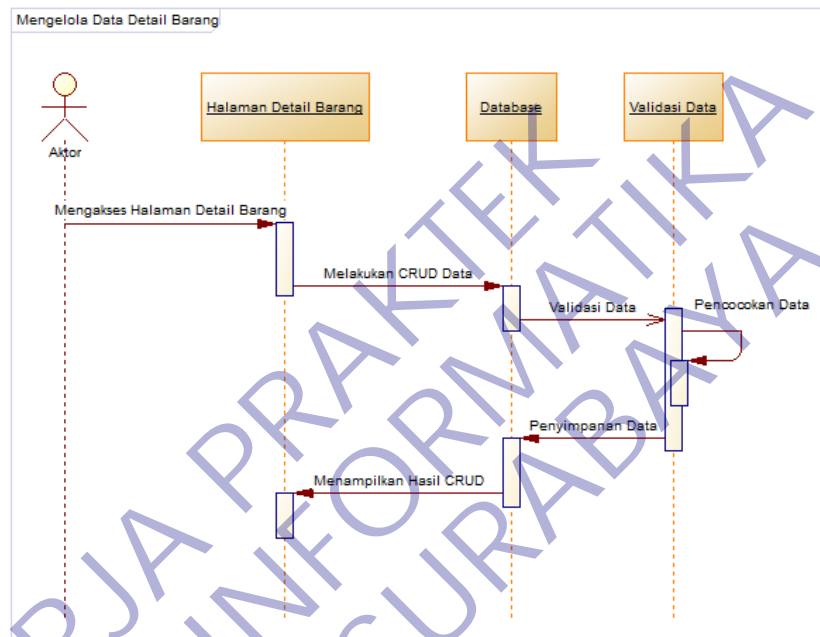 Mengelola Data Detail Barang
Halaman Detail Barang
Database
Validasi Data
Aktor
Mengakses Halaman Detail Barang
Melakukan CRUD Data
Validasi Data
Pencocokan Data
Penyimpanan Data
Menampilkan Hasil CRUD
RJA PRAKTEK
INFORMATIKA
SURABAYA